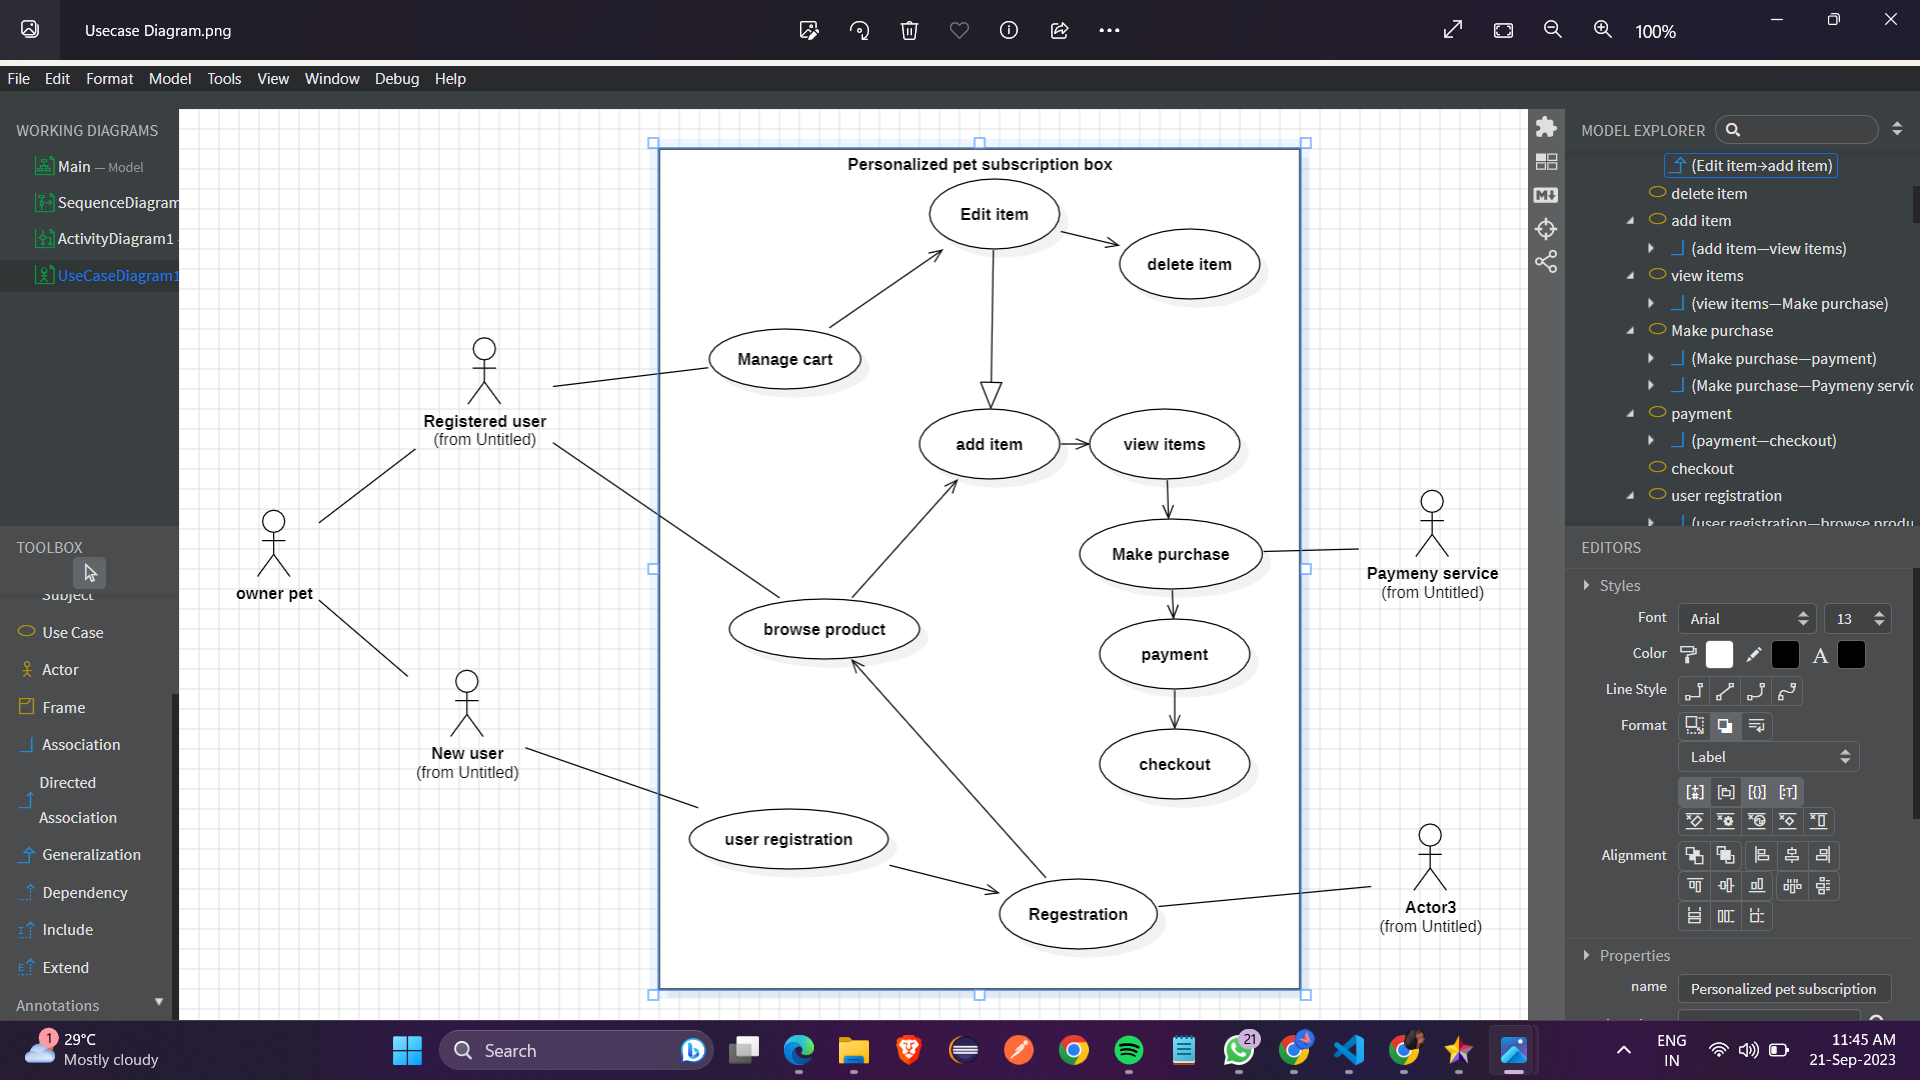 Usecase Diagram.png
100%
File Edit Format Model Tools View Window Debug Help
WORKING DIAGRAMS
Main — Model
SequenceDiagram
ActivityDiagram1
UseCaseDiagram1
TOOLBOX
Subject
Use Case
Actor
Frame
Association
Directed
Association
Generalization
Dependency
Include
Extend
Annotations
Personalized pet subscription box
Edit item
delete item
Manage cart
Registered user
(from Untitled)
add item
view items
owner pet
Make purchase
Paymeny service
(from Untitled)
browse product
payment
New user
(from Untitled)
checkout
user registration
Regestration
Actor3
(from Untitled)
MODEL EXPLORER
(Edit item→add item)
delete item
add item
(add item—view items)
view items
(view items—Make purchase)
Make purchase
(Make purchase—payment)
(Make purchase—Paymeny servic
payment
(payment—checkout)
checkout
user registration
(user registration—browse produ
EDITORS
Styles
Font Arial 13
Color
A
Line Style
Format
Label
Alignment
Properties
name Personalized pet subscription
1
29°C
Mostly cloudy
Search
21
ENG
IN
11:45 AM
21-Sep-2023